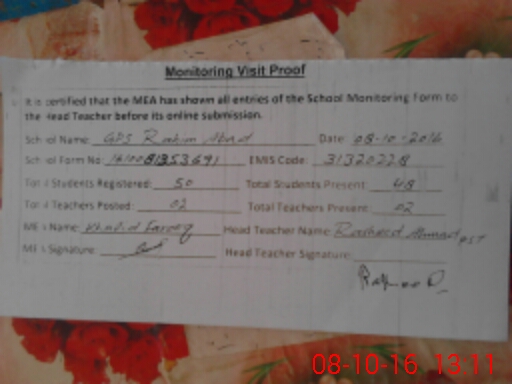 Monitoring Visit Proof
It is certified that the MEA has shown all entries of the School Monitoring Form to
the Head Teacher before its online submission.
School Name: GPS Rahim Abad Date: 08-10-2016
School Form No: EMIS Code: 31320228
Total Students Registered: 50 Total Students Present: 48
Total Teachers Posted: 02 Total Teachers Present: 02
MEA Name: Khalid Farooq Head Teacher Name: Rasheed Ahmad PST
MEA Signature: Head Teacher Signature:
08-10-16 13:11